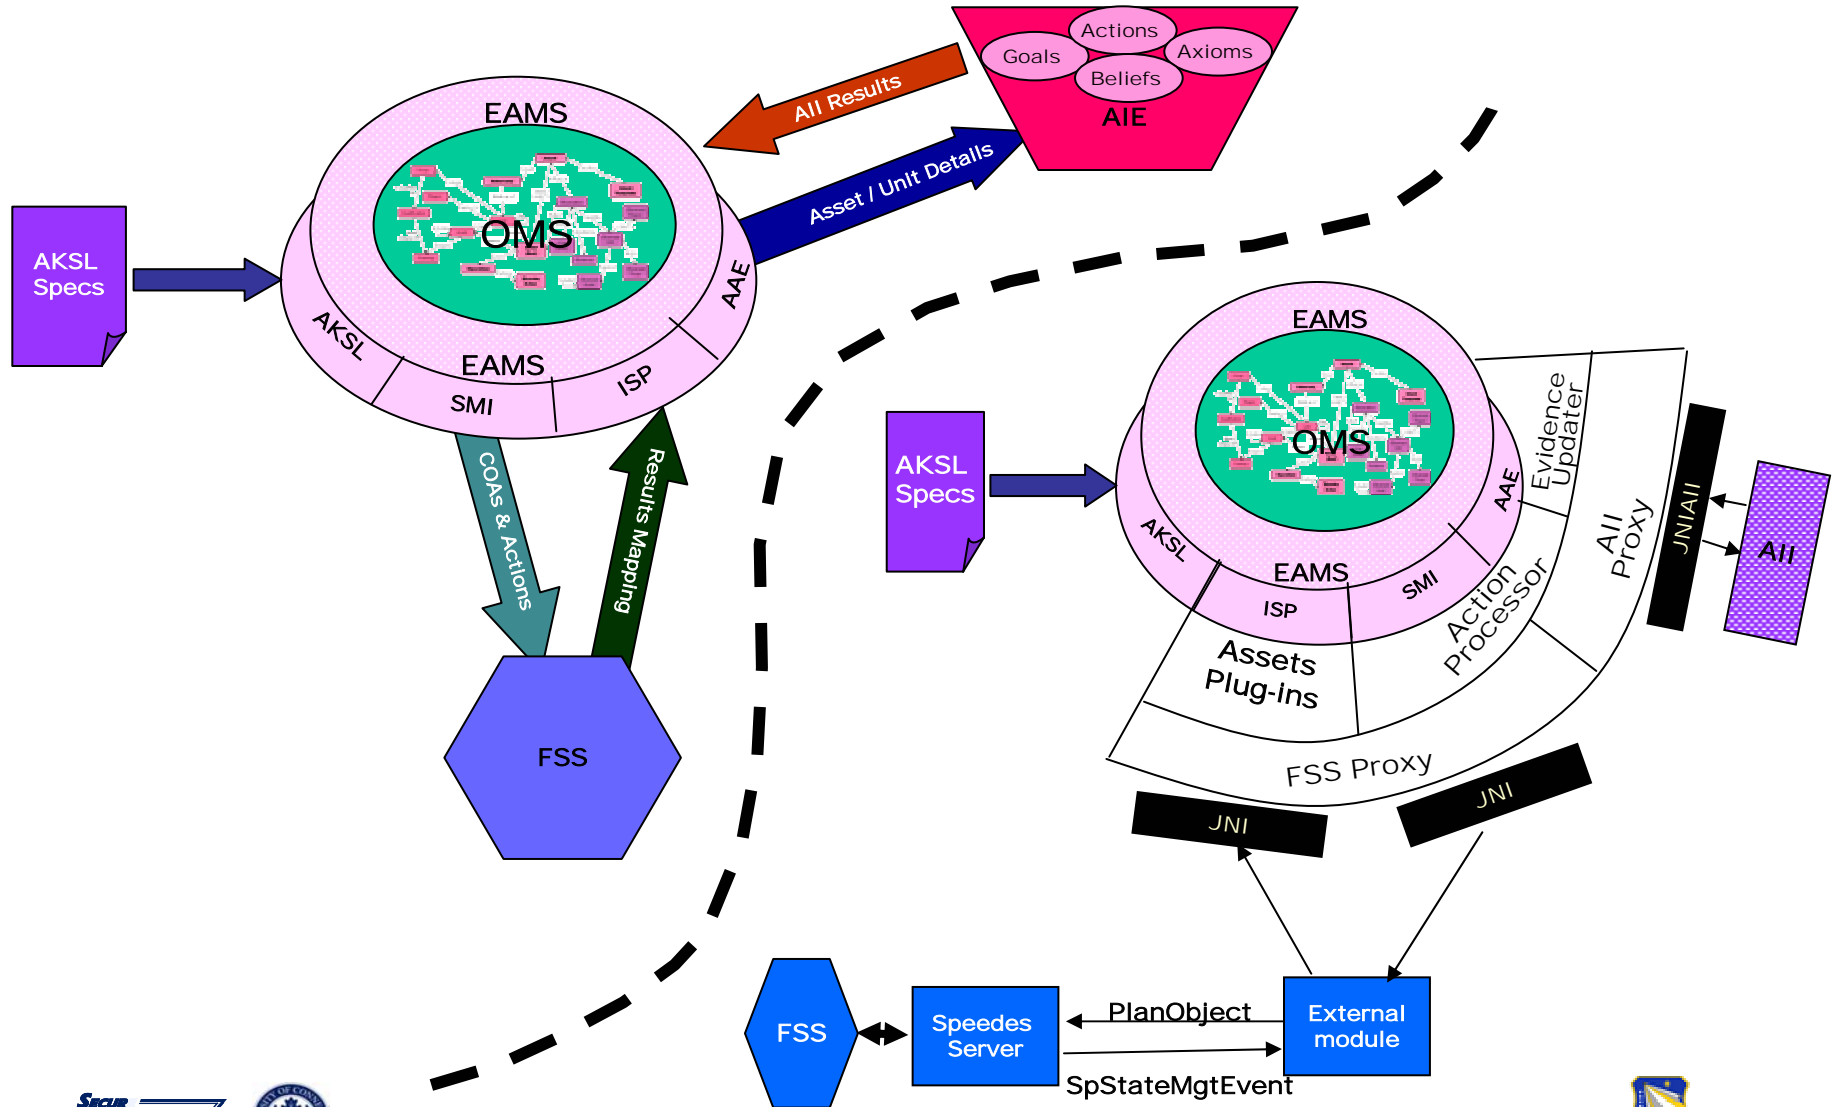 Actions
Goals
Axioms
Beliefs
AIE
All Results
Asset / Unit Details
EAMS
OMS
AKSL
Specs
AKSL
EAMS
SMI
ISP
AAE
COAs & Actions
Results Mapping
FSS
EAMS
OMS
AKSL
Specs
AKSL
EAMS
ISP
SMI
AAE
Evidence
Updater
Action
Processor
Assets
Plug-ins
AII
Proxy
FSS Proxy
JNIAII
AII
JNI
JNI
FSS
Speedes
Server
PlanObject
SpStateMgtEvent
External
module
SECUR